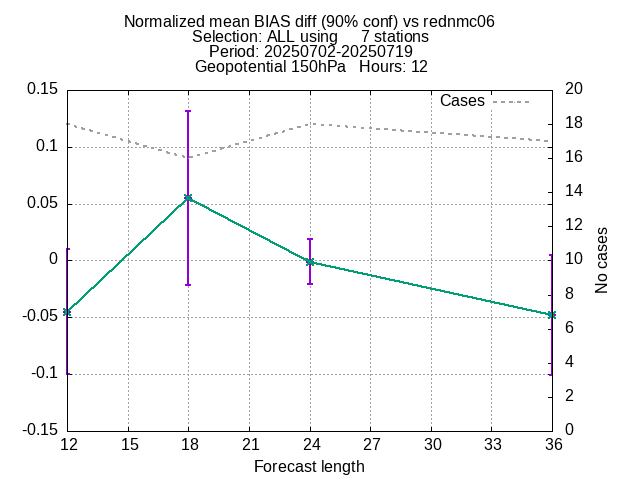 Normalized mean BIAS diff (90% conf) vs rednmc06
Selection: ALL using 7 stations
Period: 20250702-20250719
Geopotential 150hPa Hours: 12
0.15
0.1
0.05
0
-0.05
-0.1
-0.15
Cases
20
18
16
14
12
10
8
6
4
2
0
No cases
12 15 18 21 24 27 30 33 36
Forecast length